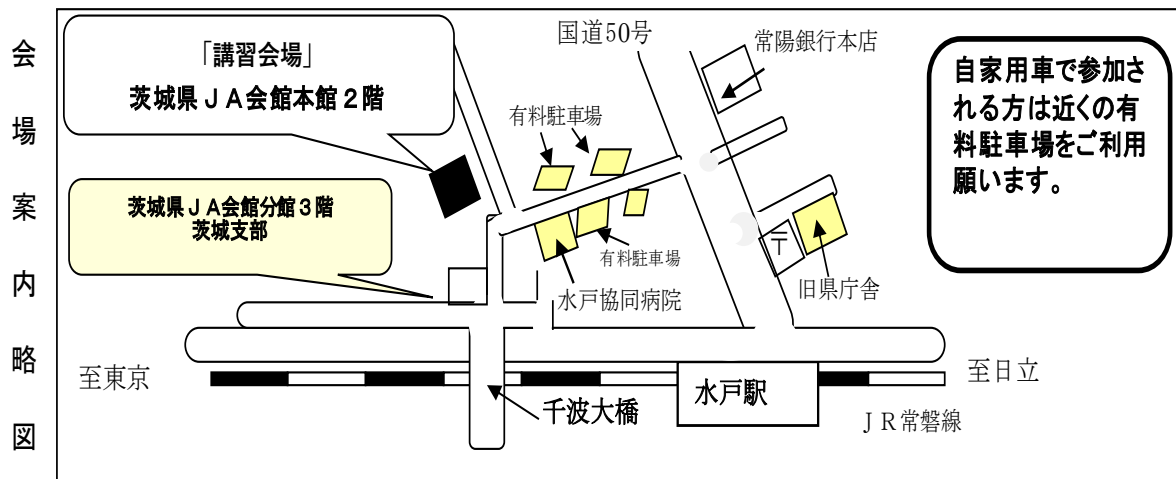 会場案内略図
「講習会場」
茨城県ＪＡ会館本館２階
国道50号
常陽銀行本店
自家用車で参加さ
れる方は近くの有
料駐車場をご利用
願います。
有料駐車場
茨城県ＪＡ会館分館３階
茨城支部
〒
有料駐車場
旧県庁舎
水戸協同病院
至東京
至日立
水戸駅
千波大橋
ＪＲ常磐線